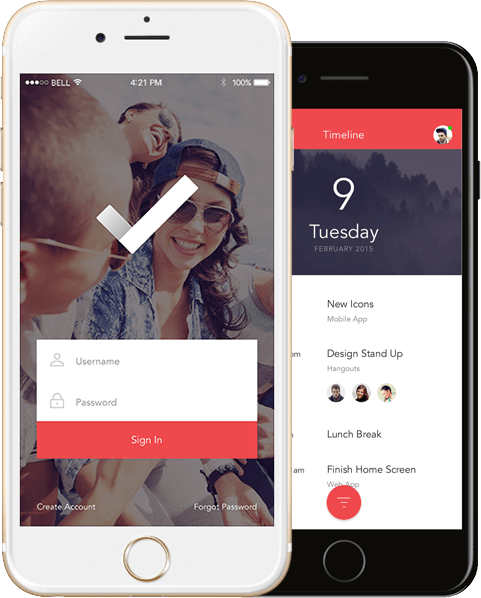 BELL 4:21 PM 100%
Username
Password
Sign In
Create Account Forgot Password
Timeline
9
Tuesday
FEBRUARY 2015
New Icons
Mobile App
pm Design Stand Up
Hangouts
Lunch Break
am Finish Home Screen
Web App